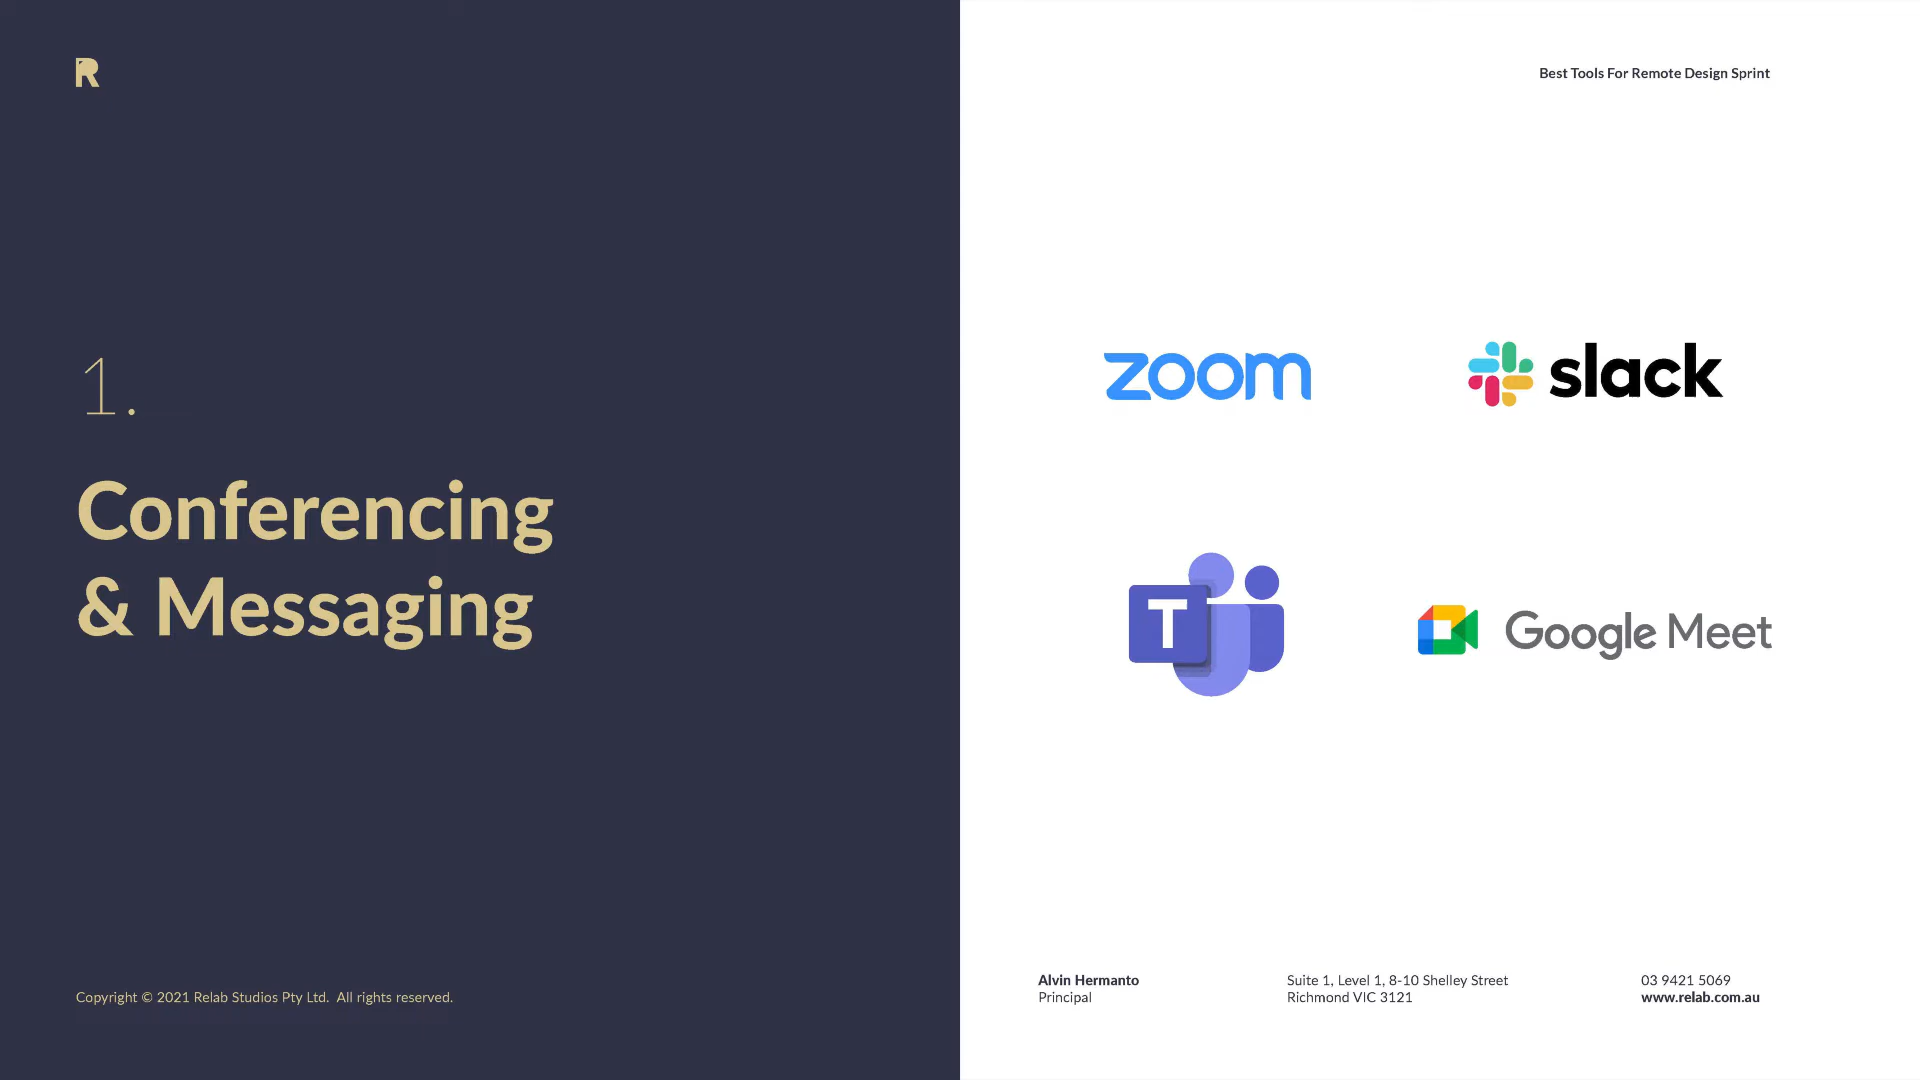 R
Best Tools For Remote Design Sprint
1.
Conferencing
& Messaging
zoom
slack
T
Google Meet
Copyright © 2021 Relab Studios Pty Ltd.  All rights reserved.
Alvin Hermanto
Principal
Suite 1, Level 1, 8-10 Shelley Street
Richmond VIC 3121
03 9421 5069
www.relab.com.au